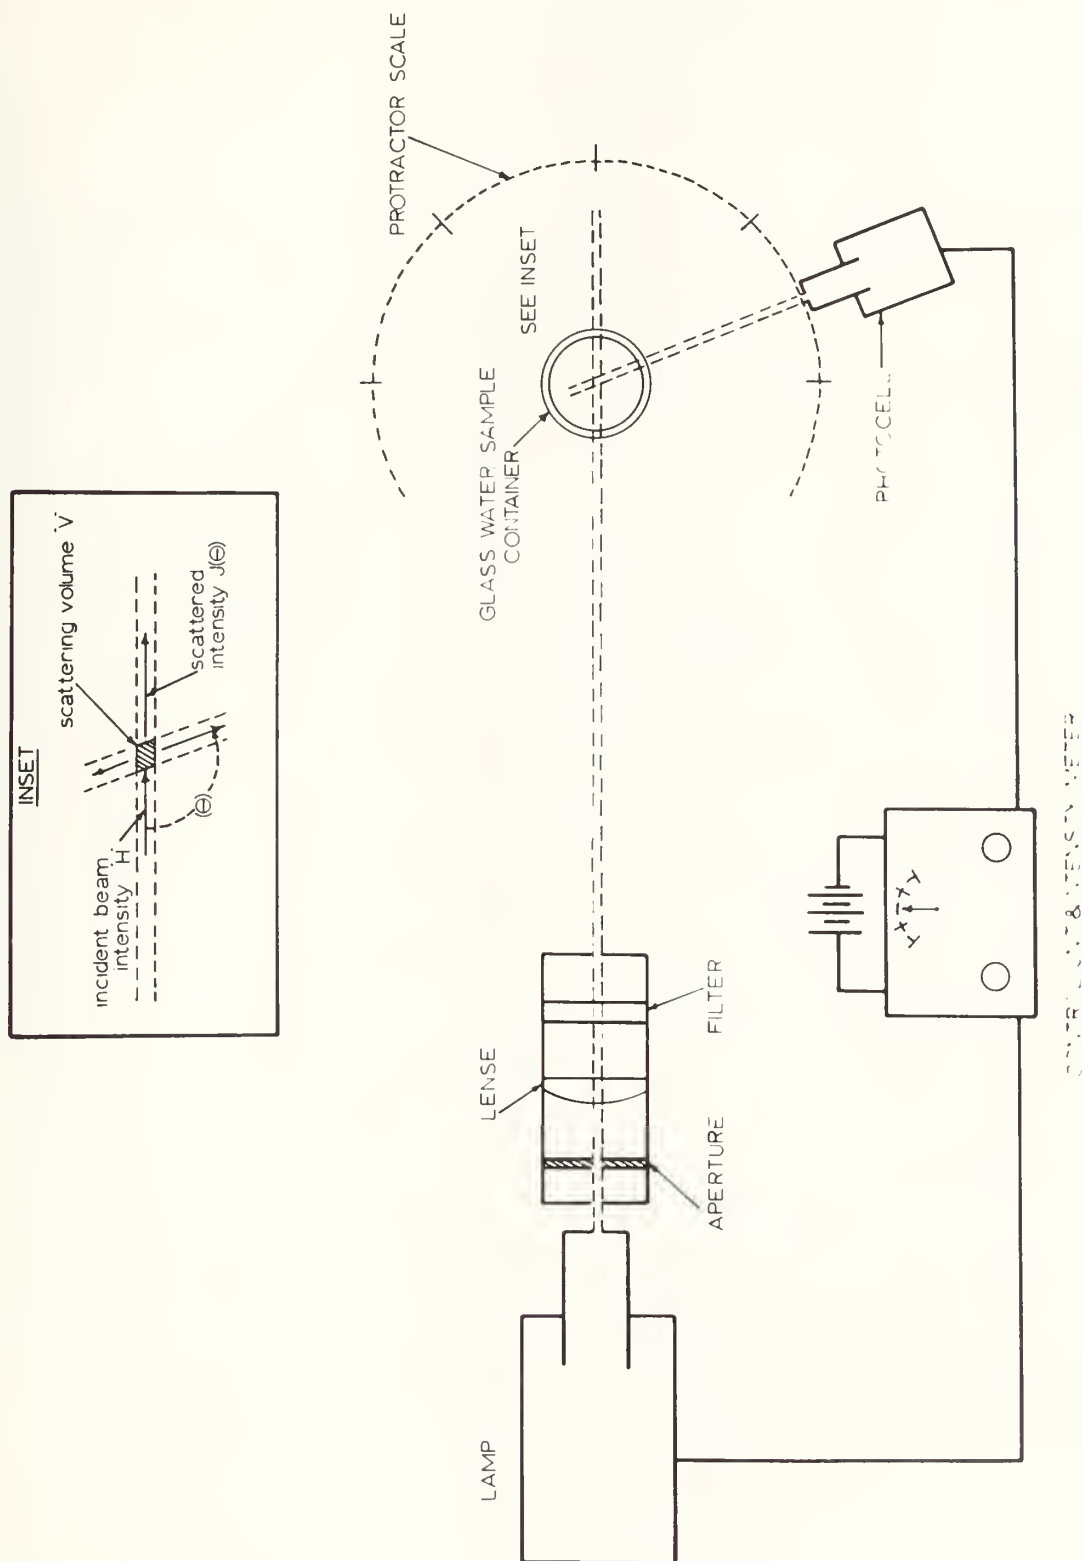 INSET
incident beam
intensity H
scattering volume V
scattered
intensity J(Θ)
(Θ)
PROTRACTOR SCALE
SEE INSET
GLASS WATER SAMPLE
CONTAINER
LENSE
FILTER
APERTURE
LAMP